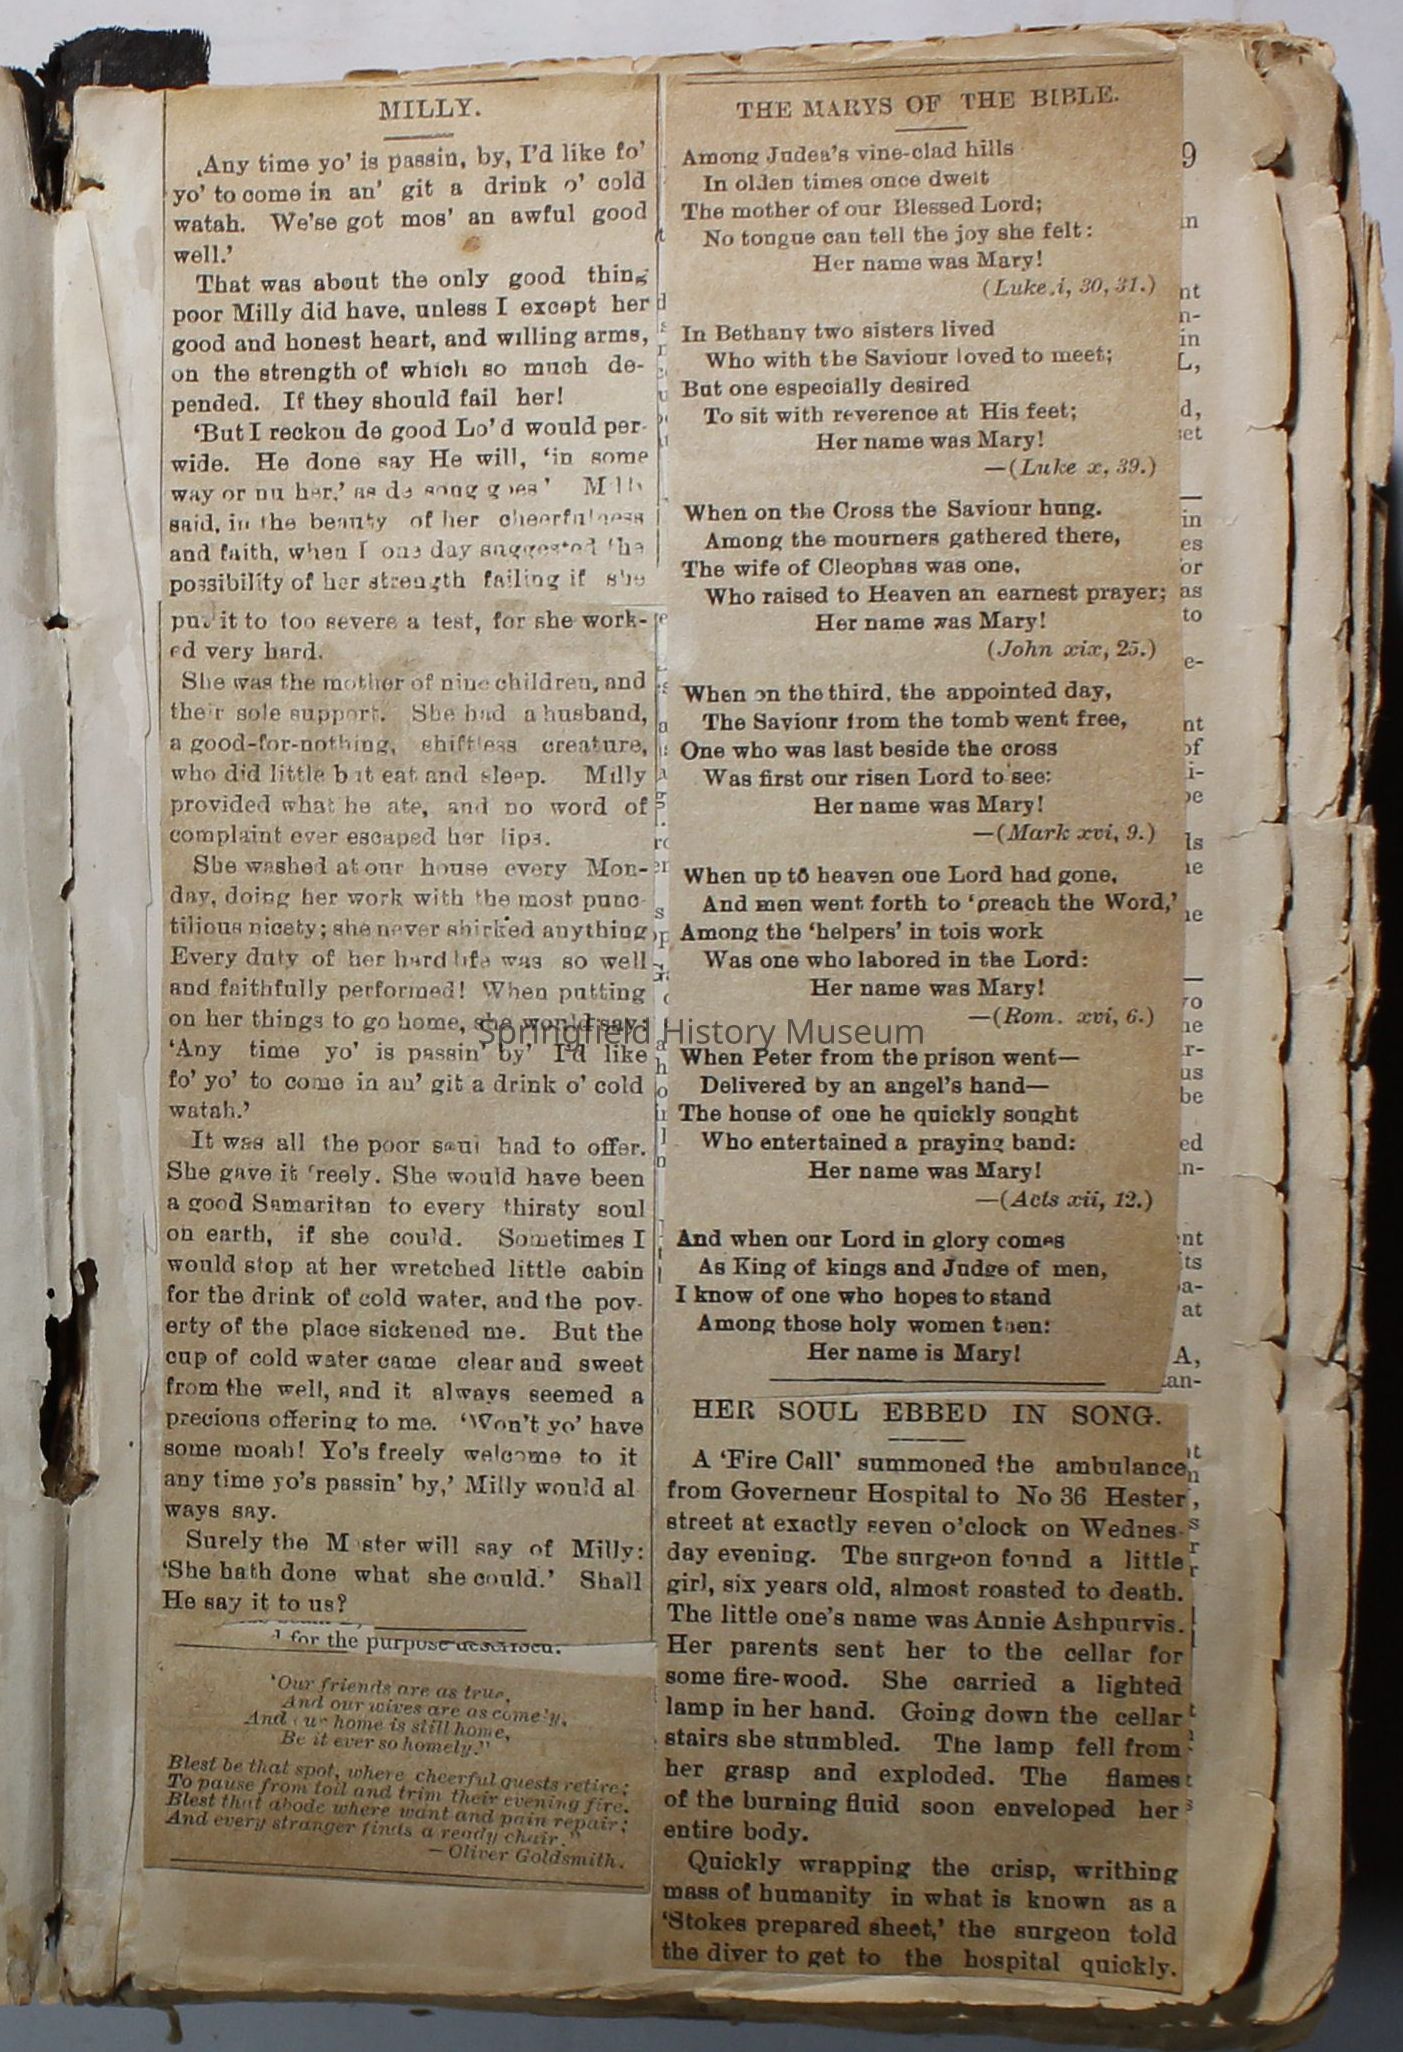 MILLY.
Any time yo' is passin, by, I'd like fo'
yo' to come in an' git a drink o' cold
watah. We'se got mos' an awful good
well.'
That was about the only good thing
poor Milly did have, unless I except her
good and honest heart, and willing arms,
on the strength of which so much de-
pended. If they should fail her!
'But I reckon de good Lo'd would per-
wide. He done say He will, 'in some
way or nu her,' as de song goes' Milly
said, in the beauty of her cheerfulness
and faith, when I one day suggested the
possibility of her strength failing if she
put it to too severe a test, for she work-
ed very hard.
She was the mother of nine children, and
their sole support. She had a husband,
a good-for-nothing, shiftless creature,
who did little but eat and sleep. Milly
provided what he ate, and no word of
complaint ever escaped her lips.
She washed at our house every Mon-
day, doing her work with the most punc-
tilious nicety; she never shirked anything
Every duty of her hard life was so well
and faithfully performed! When putting
on her things to go home, she would say:
'Any time yo' is passin' by' I'd like
fo' yo' to come in an' git a drink o' cold
watah.'
It was all the poor soul had to offer.
She gave it freely. She would have been
a good Samaritan to every thirsty soul
on earth, if she could. Sometimes I
would stop at her wretched little cabin
for the drink of cold water, and the pov-
erty of the place sickened me. But the
cup of cold water came clear and sweet
from the well, and it always seemed a
precious offering to me. 'Won't yo' have
some moah! Yo's freely welcome to it
any time yo's passin' by,' Milly would al
ways say.
Surely the Master will say of Milly:
'She hath done what she could.' Shall
He say it to us?
for the purpose described.
'Our friends are as true,
And our wives are as comely,
And our home is still home,
Be it ever so homely."
Blest be that spot, where cheerful guests retire;
To pause from toil and trim their evening fire.
Blest that abode where want and pain repair;
And every stranger finds a ready chair."
—Oliver Goldsmith.
THE MARYS OF THE BIBLE.
Among Judea's vine-clad hills
In olden times once dwelt
The mother of our Blessed Lord;
No tongue can tell the joy she felt:
Her name was Mary!
(Luke.i, 30, 31.)
In Bethany two sisters lived
Who with the Saviour loved to meet;
But one especially desired
To sit with reverence at His feet;
Her name was Mary!
—(Luke x, 39.)
When on the Cross the Saviour hung.
Among the mourners gathered there,
The wife of Cleophas was one,
Who raised to Heaven an earnest prayer;
Her name was Mary!
(John xix, 25.)
When on the third, the appointed day,
The Saviour from the tomb went free,
One who was last beside the cross
Was first our risen Lord to see:
Her name was Mary!
—(Mark xvi, 9.)
When up to heaven one Lord had gone,
And men went forth to 'preach the Word,'
Among the 'helpers' in tois work
Was one who labored in the Lord:
Her name was Mary!
—(Rom. xvi, 6.)
When Peter from the prison went—
Delivered by an angel's hand—
The house of one he quickly sought
Who entertained a praying band:
Her name was Mary!
—(Acts xii, 12.)
And when our Lord in glory comes
As King of kings and Judge of men,
I know of one who hopes to stand
Among those holy women then:
Her name is Mary!
HER SOUL EBBED IN SONG.
A 'Fire Call' summoned the ambulance
from Governeur Hospital to No 36 Hester
street at exactly seven o'clock on Wednes-
day evening. The surgeon found a little
girl, six years old, almost roasted to death.
The little one's name was Annie Ashpurvis.
Her parents sent her to the cellar for
some fire-wood. She carried a lighted
lamp in her hand. Going down the cellar
stairs she stumbled. The lamp fell from
her grasp and exploded. The flames
of the burning fluid soon enveloped her
entire body.
Quickly wrapping the crisp, writhing
mass of humanity in what is known as a
'Stokes prepared sheet,' the surgeon told
the diver to get to the hospital quickly.
Springfield History Museum